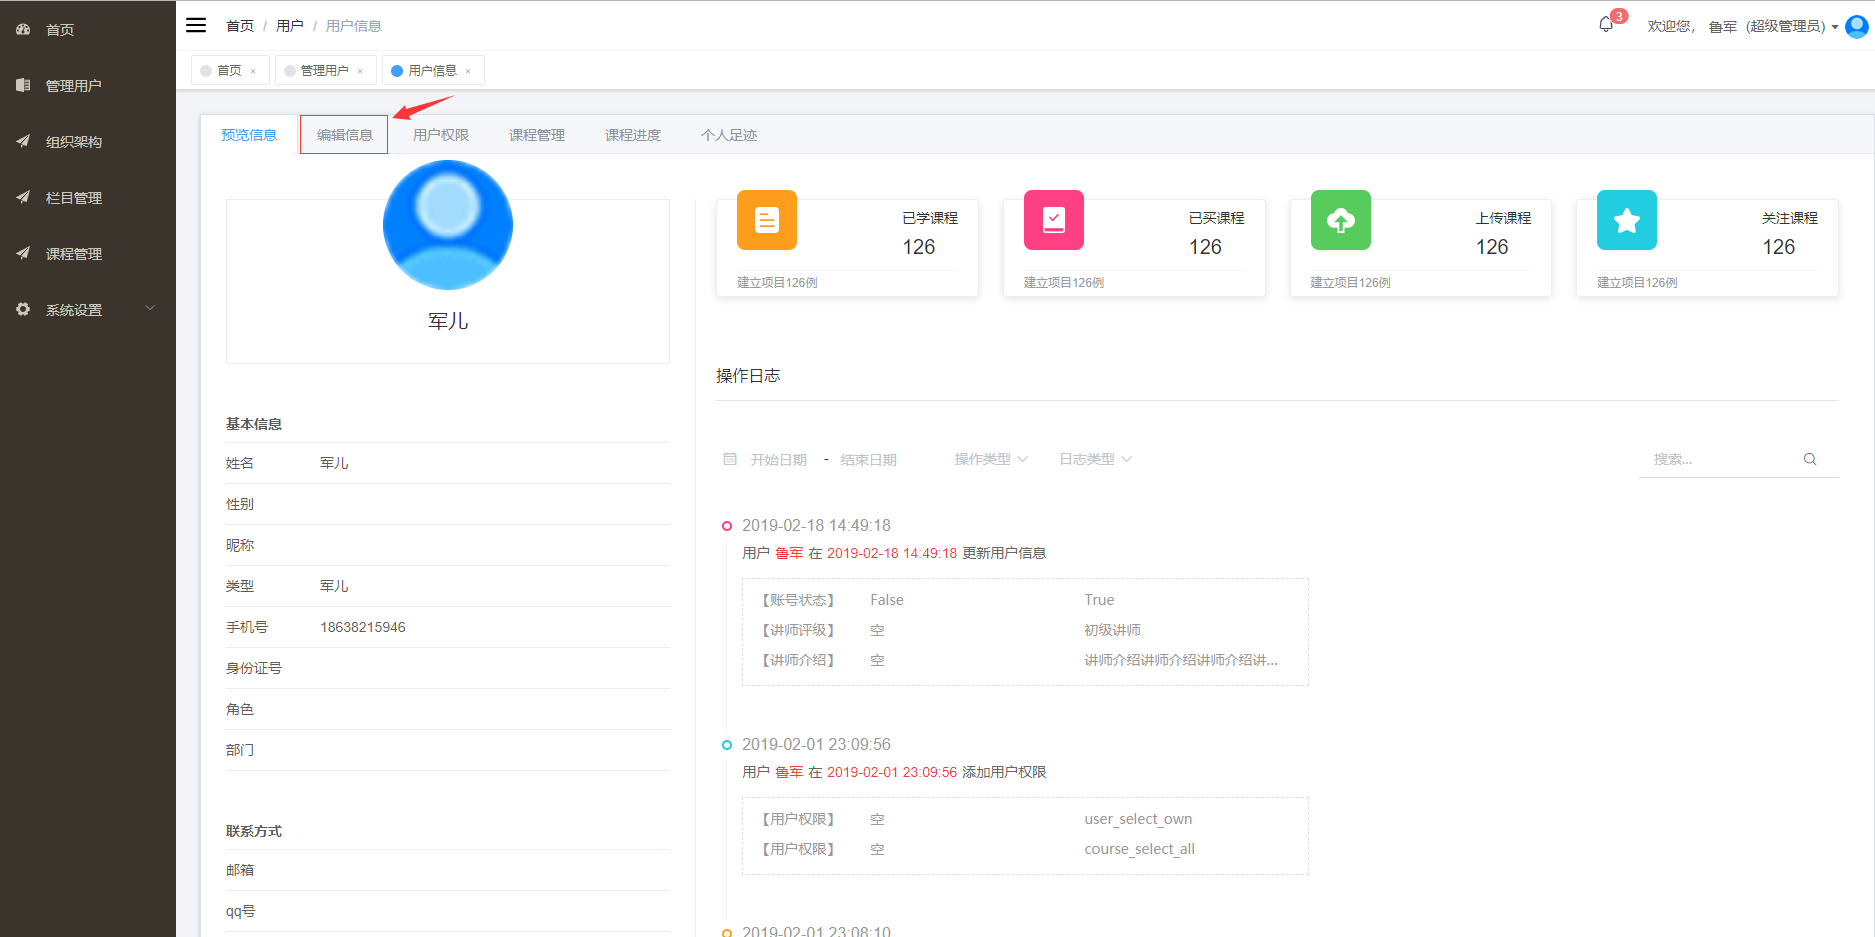 首页
管理用户
组织架构
栏目管理
课程管理
系统设置
首页 / 用户 / 用户信息
3
欢迎您, 鲁军 (超级管理员)
首页 ×
管理用户 ×
用户信息 ×
预览信息
编辑信息
用户权限
课程管理
课程进度
个人足迹
军儿
基本信息
姓名 军儿
性别
昵称
类型 军儿
手机号 18638215946
身份证号
角色
部门
联系方式
邮箱
qq号
已学课程
126
建立项目126例
已买课程
126
建立项目126例
上传课程
126
建立项目126例
关注课程
126
建立项目126例
操作日志
开始日期 - 结束日期 操作类型 日志类型 搜索...
2019-02-18 14:49:18
用户 鲁军 在 2019-02-18 14:49:18 更新用户信息
【账号状态】 False True
【讲师评级】 空 初级讲师
【讲师介绍】 空 讲师介绍讲师介绍讲师介绍讲...
2019-02-01 23:09:56
用户 鲁军 在 2019-02-01 23:09:56 添加用户权限
【用户权限】 空 user_select_own
【用户权限】 空 course_select_all
2019-02-01 23:08:10